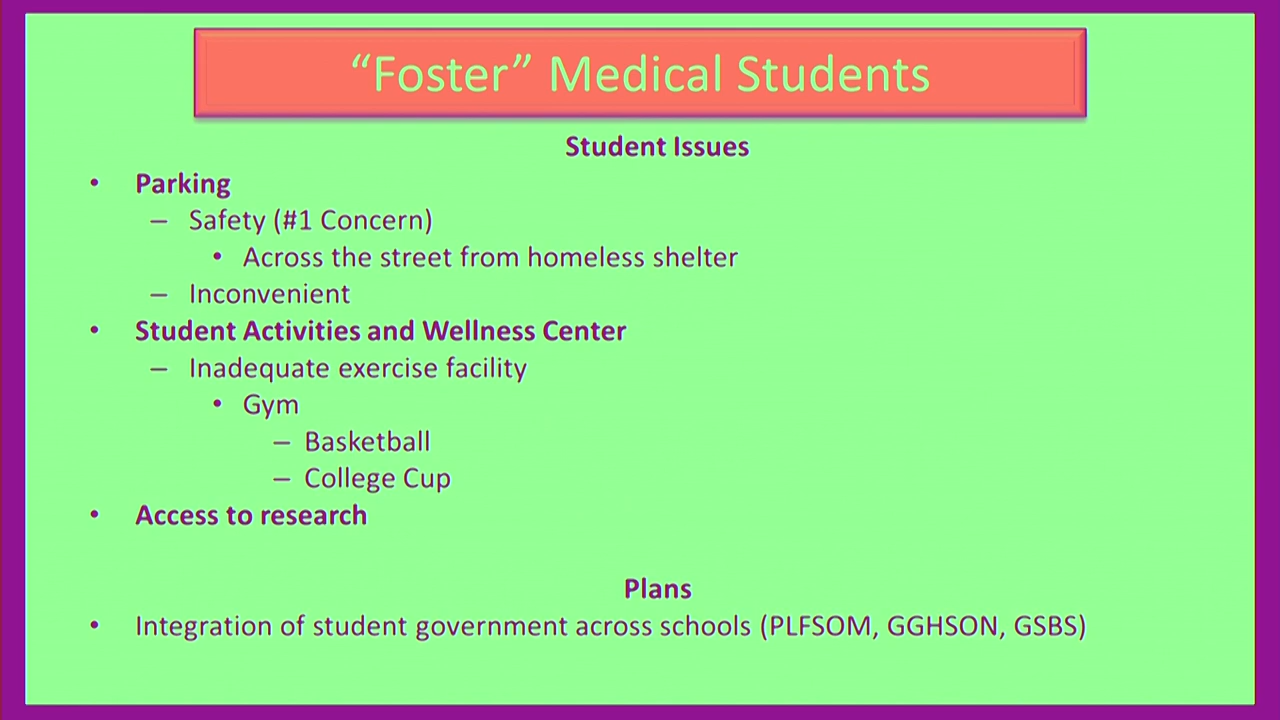 “Foster” Medical Students
Student Issues
• Parking
– Safety (#1 Concern)
• Across the street from homeless shelter
– Inconvenient
• Student Activities and Wellness Center
– Inadequate exercise facility
• Gym
– Basketball
– College Cup
• Access to research
Plans
• Integration of student government across schools (PLFSOM, GGHSON, GSBS)